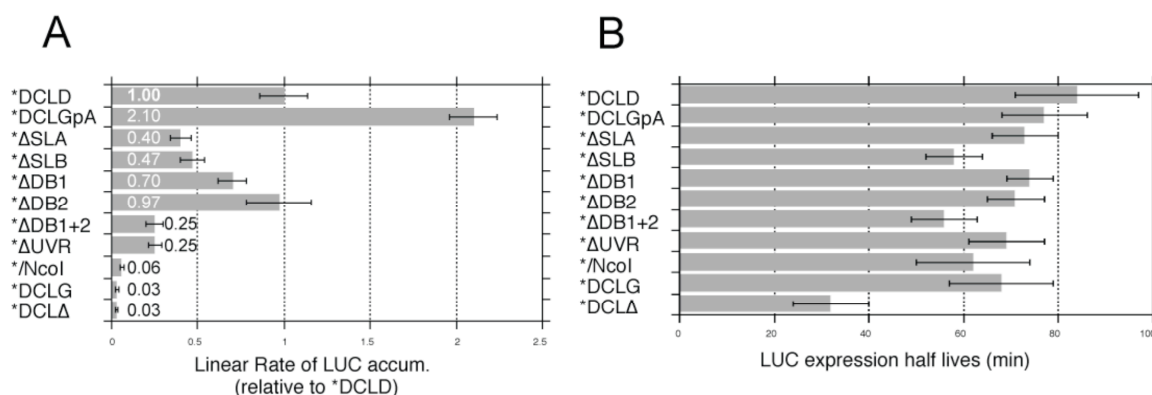 A
*DCLD 1.00
*DCLGpA 2.10
*ΔSLA 0.40
*ΔSLB 0.47
*ΔDB1 0.70
*ΔDB2 0.97
*ΔDB1+2 0.25
*ΔUVR 0.25
*/NcoI 0.06
*DCLG 0.03
*DCLΔ 0.03
0 0.5 1 1.5 2 2.5
Linear Rate of LUC accum.
(relative to *DCLD)
B
*DCLD
*DCLGpA
*ΔSLA
*ΔSLB
*ΔDB1
*ΔDB2
*ΔDB1+2
*ΔUVR
*/NcoI
*DCLG
*DCLΔ
0 20 40 60 80 100
LUC expression half lives (min)